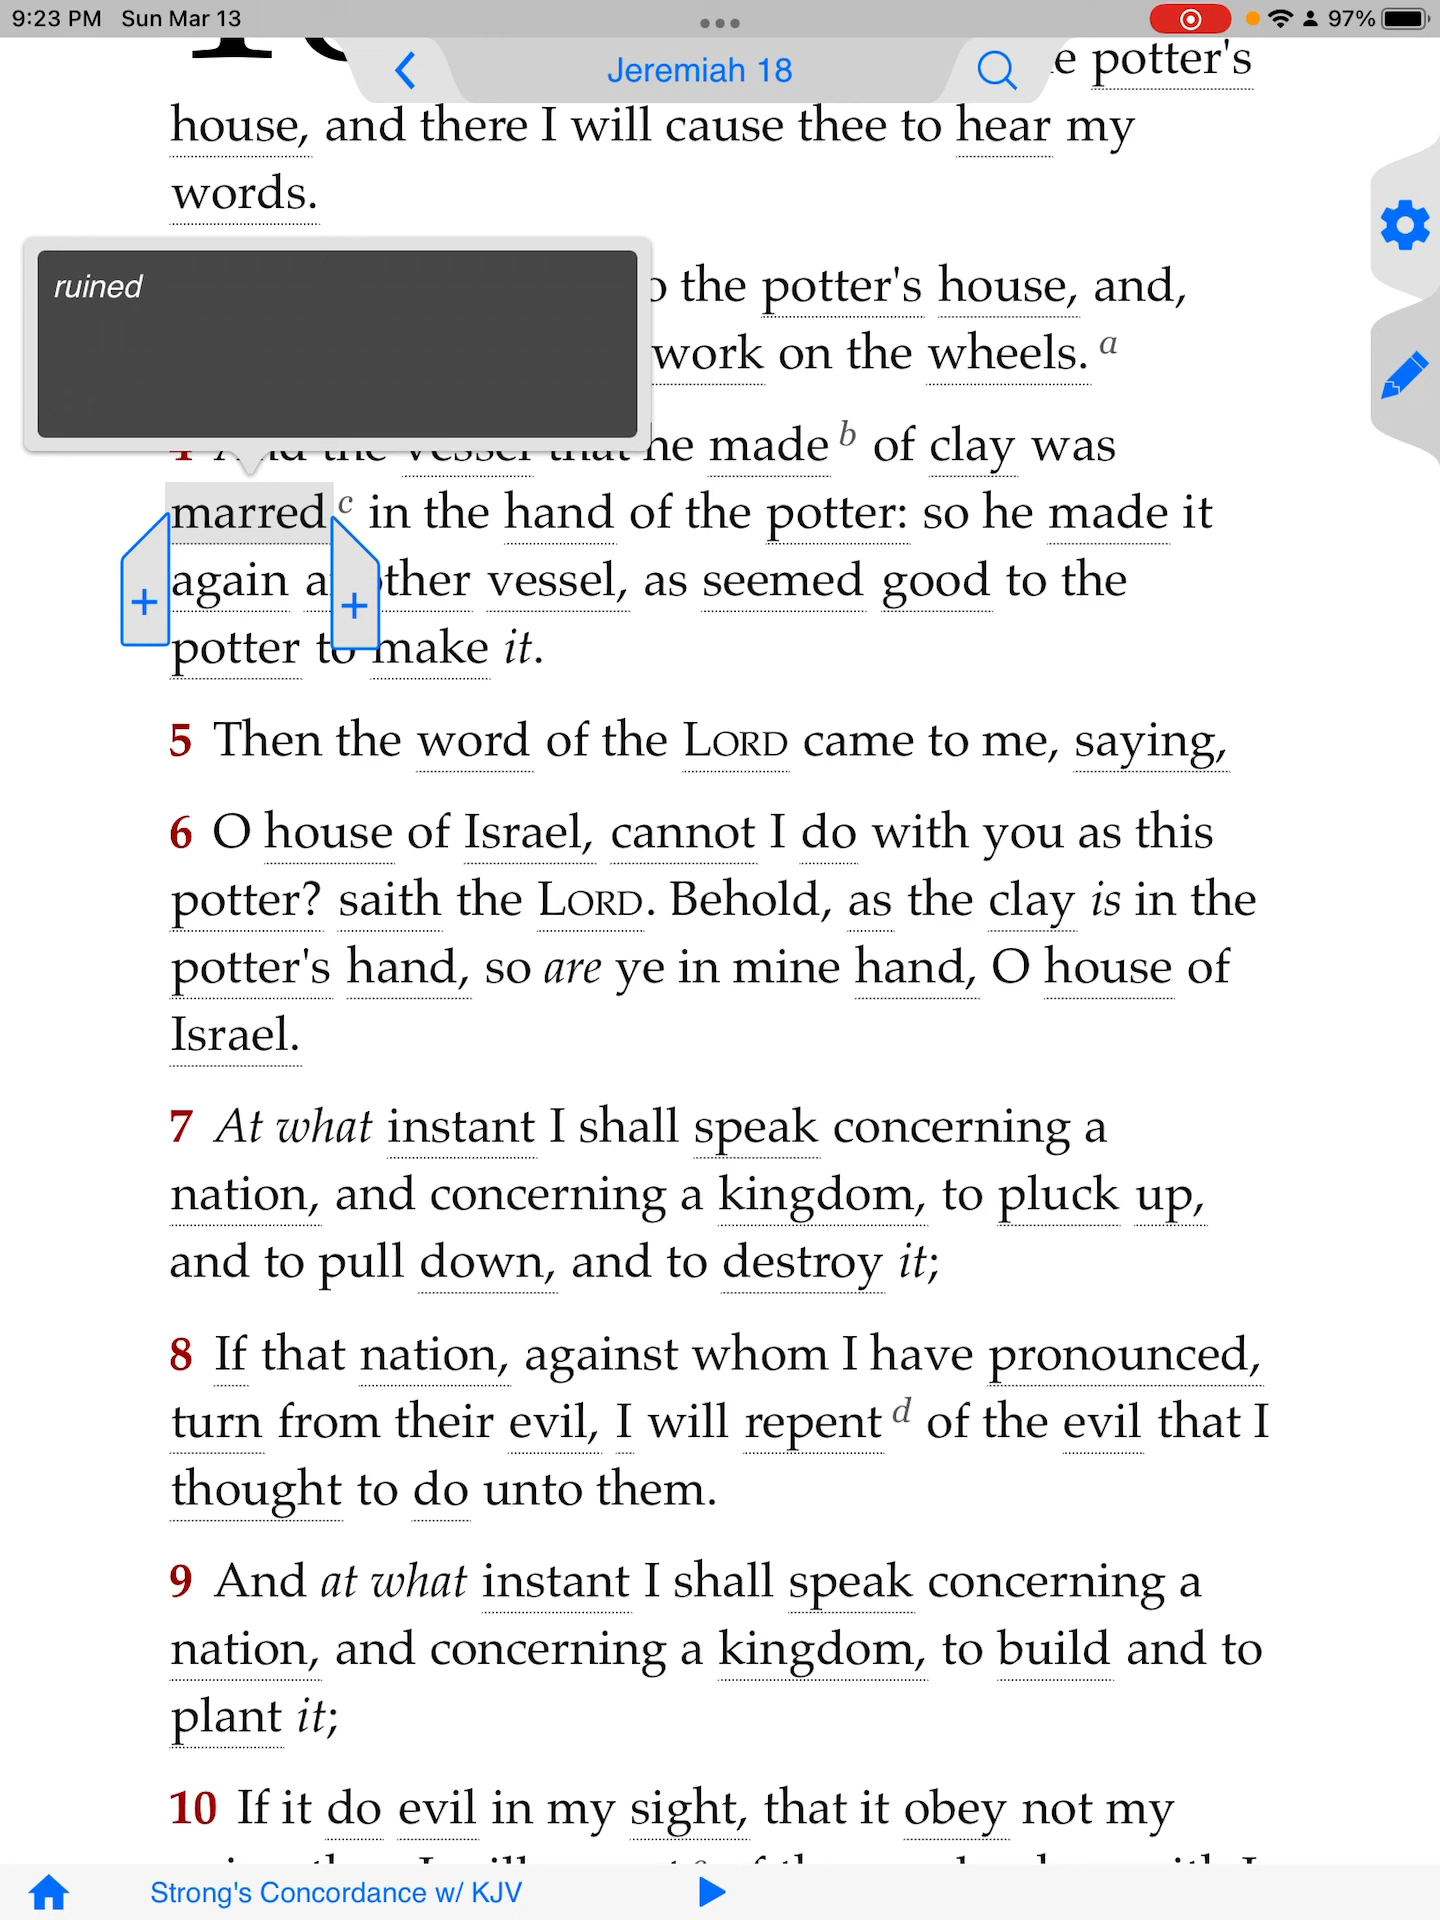 9:23 PM Sun Mar 13
97%
Jeremiah 18
potter's
house, and there I will cause thee to hear my
words.
ruined
the potter's house, and,
work on the wheels. a
he made b of clay was
marred c in the hand of the potter: so he made it
again vessel, as seemed good to the
potter to make it.
5 Then the word of the LORD came to me, saying,
6 O house of Israel, cannot I do with you as this
potter? saith the LORD. Behold, as the clay is in the
potter's hand, so are ye in mine hand, O house of
Israel.
7 At what instant I shall speak concerning a
nation, and concerning a kingdom, to pluck up,
and to pull down, and to destroy it;
8 If that nation, against whom I have pronounced,
turn from their evil, I will repent d of the evil that I
thought to do unto them.
9 And at what instant I shall speak concerning a
nation, and concerning a kingdom, to build and to
plant it;
10 If it do evil in my sight, that it obey not my
Strong's Concordance w/ KJV